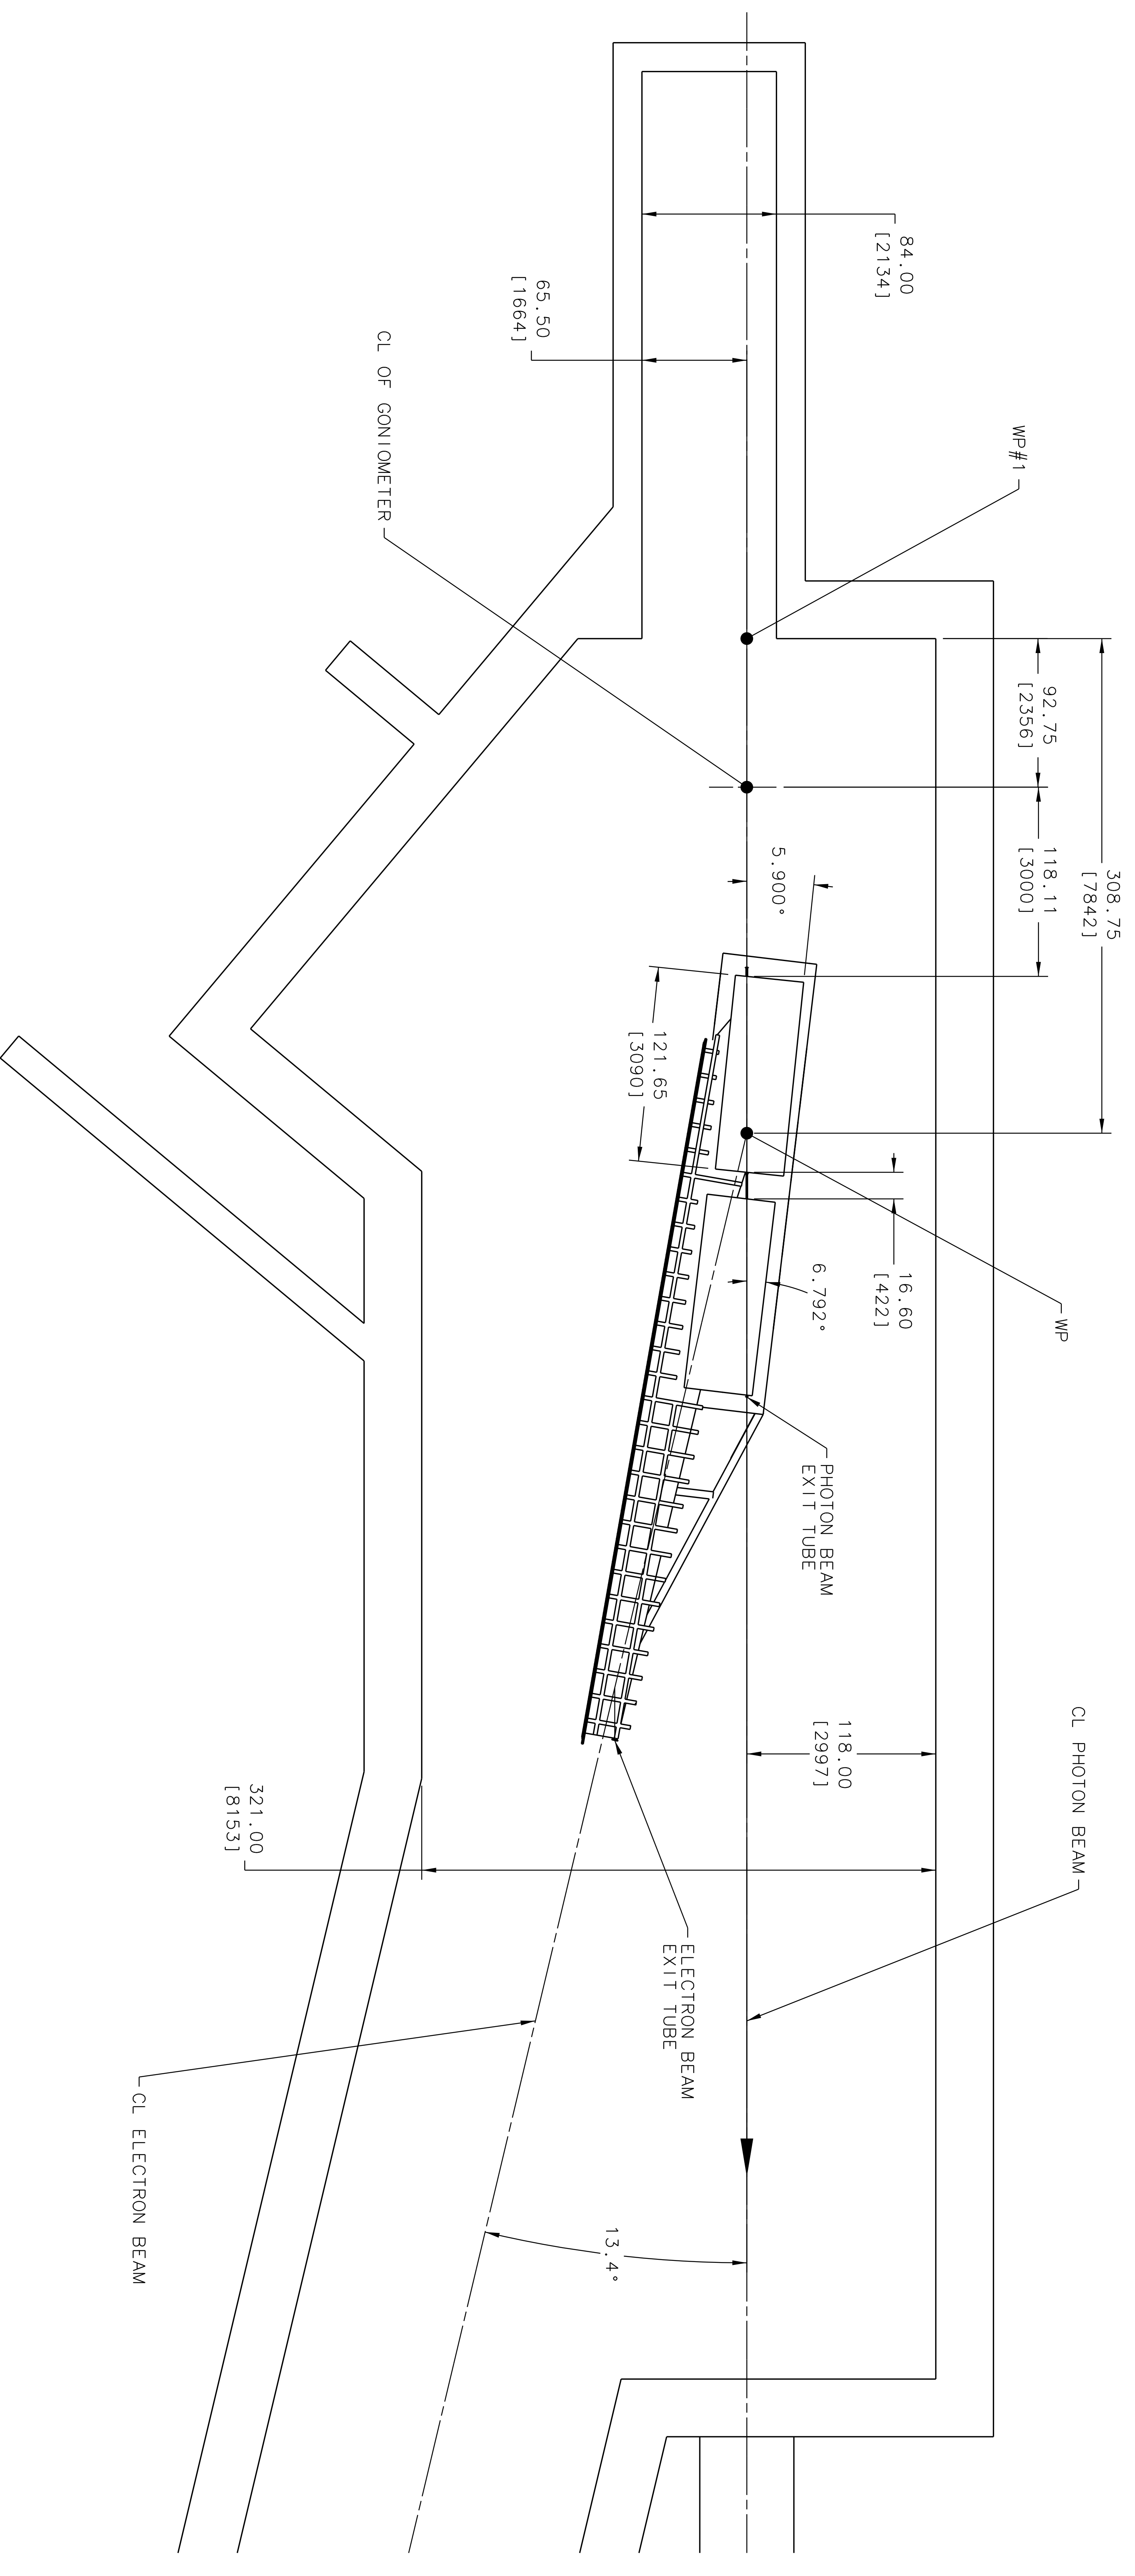 84.00
[2134]
65.50
[1664]
CL OF GONIOMETER
WP#1
92.75
[2356]
118.11
[3000]
308.75
[7842]
5.900°
121.65
[3090]
16.60
[422]
6.792°
WP
PHOTON BEAM
EXIT TUBE
118.00
[2997]
321.00
[8153]
CL PHOTON BEAM
ELECTRON BEAM
EXIT TUBE
CL ELECTRON BEAM
13.4°